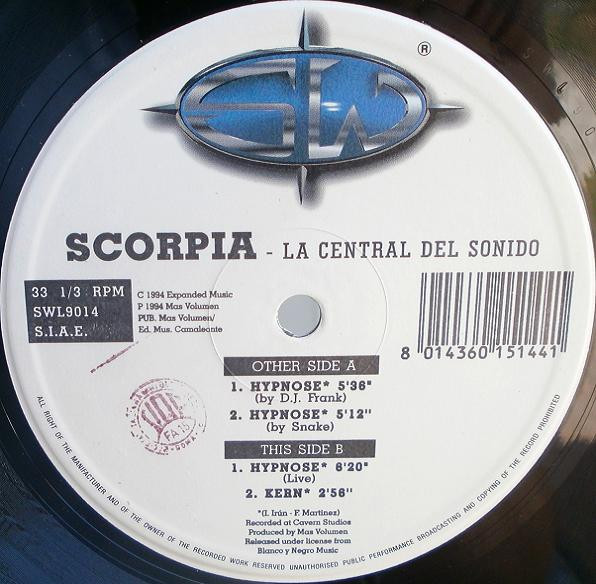 SW
®
SCORPIA - LA CENTRAL DEL SONIDO
33 1/3 RPM
SWL9014
S.I.A.E.
C 1994 Expanded Music
P 1994 Mas Volumen
PUB. Mas Volumen/
Ed. Mus. Camaleonte
8 014360 151441
OTHER SIDE A
1. HYPNOSE* 5'36"
(by D.J. Frank)
2. HYPNOSE* 5'12"
(by Snake)
THIS SIDE B
1. HYPNOSE* 6'20"
(Live)
2. KERN* 2'56"
*(I. Irún - F. Martinez)
Recorded at Cavern Studios
Produced by Mas Volumen
Released under license from
Blanco y Negro Music
ALL RIGHT OF THE MANUFACTURER AND OF THE OWNER OF THE RECORDED WORK RESERVED UNAUTHORISED PUBLIC PERFORMANCE BROADCASTING AND COPYING OF THE RECORD PROHIBITED